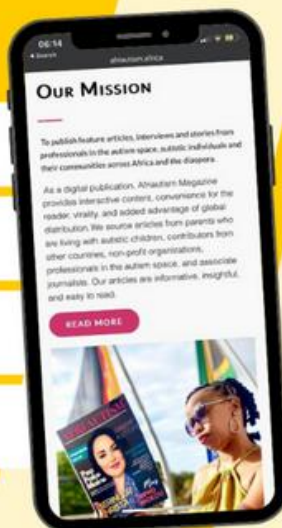 06:14
Search
afriautism.africa
OUR MISSION
To publish feature articles, interviews and stories from
professionals in the autism space, autistic individuals and
their communities across Africa and the diaspora.
As a digital publication, Afriautism Magazine
provides interactive content, convenience for the
reader, virality, and added advantage of global
distribution. We source articles from parents who
are living with autistic children, contributors from
other countries, non-profit organisations,
professionals in the autism space, and associate
journalists. Our articles are informative, insightful,
and easy to read.
READ MORE
AFRIAUTISM